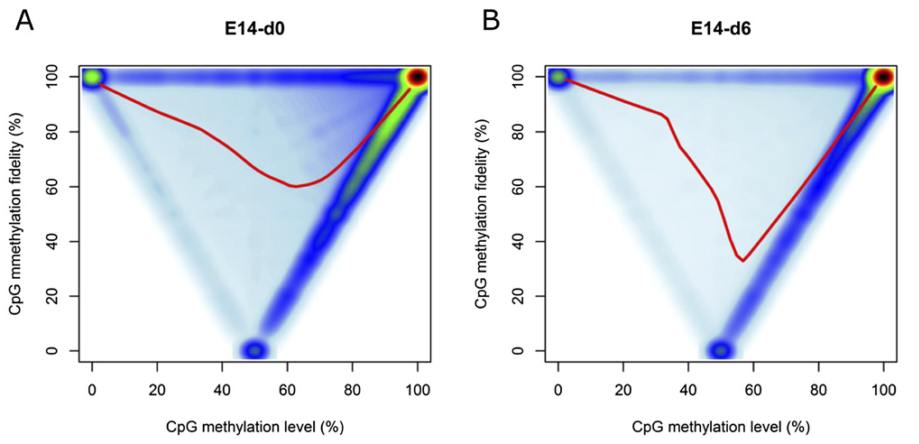 A
E14-d0
CpG mmethylation fidelity (%)
100
80
60
40
20
0
0 20 40 60 80 100
CpG methylation level (%)
B
E14-d6
CpG methylation fidelity (%)
100
80
60
40
20
0
0 20 40 60 80 100
CpG methylation level (%)